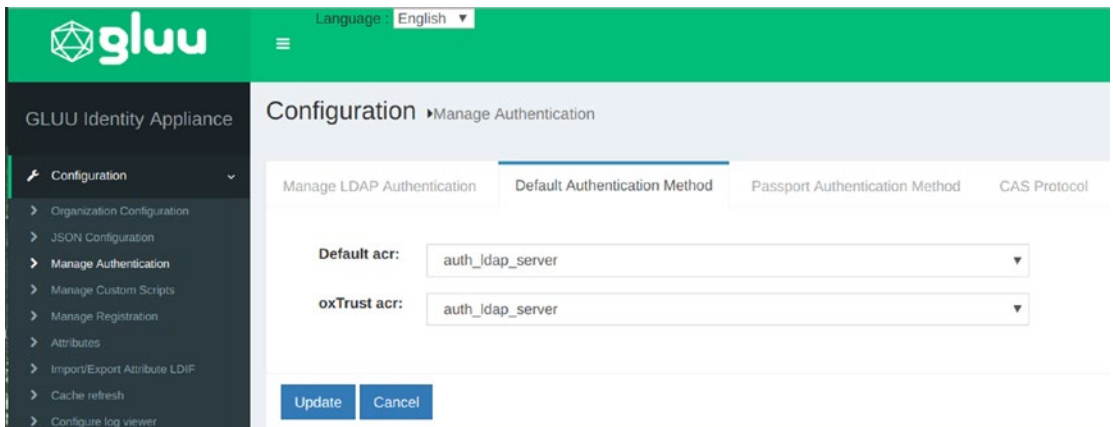 gluu
Language : English
GLUU Identity Appliance
Configuration
Organization Configuration
JSON Configuration
Manage Authentication
Manage Custom Scripts
Manage Registration
Attributes
Import/Export Attribute LDIF
Cache refresh
Configure log viewer
Configuration Manage Authentication
Manage LDAP Authentication Default Authentication Method Passport Authentication Method CAS Protocol
Default acr: auth_ldap_server
oxTrust acr: auth_ldap_server
Update Cancel